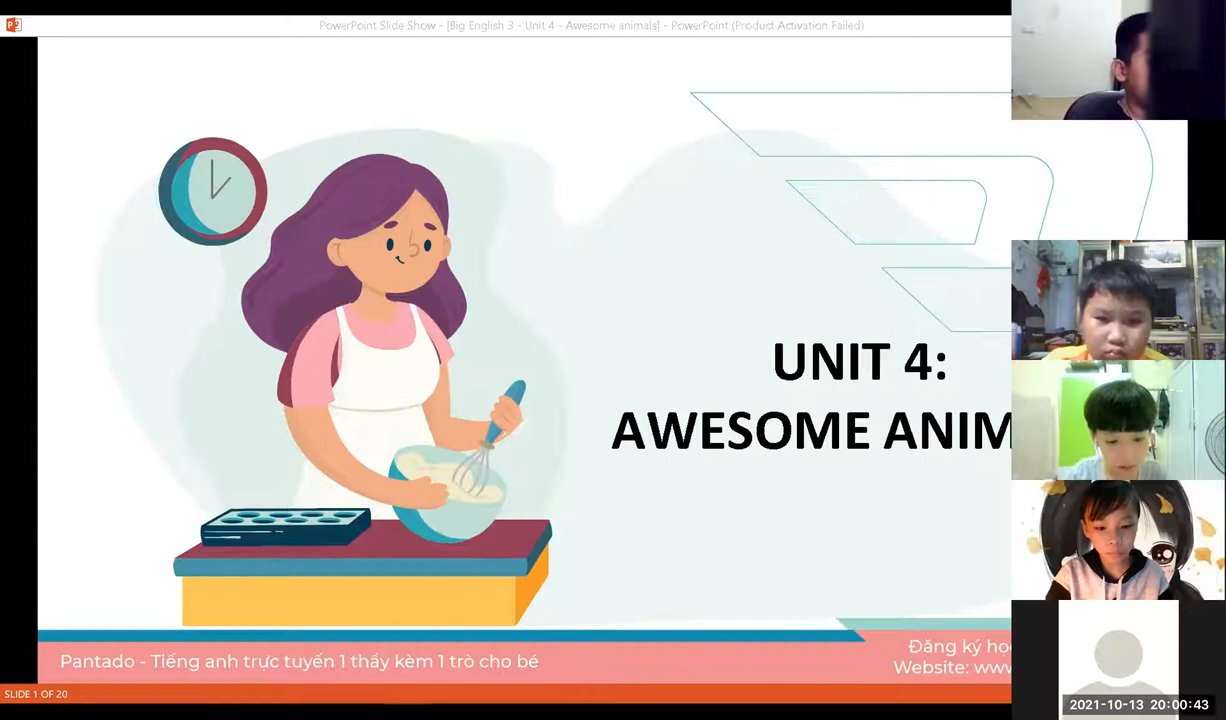 PowerPoint Slide Show - [Big English 3 - Unit 4 - Awesome animals] - PowerPoint (Product Activation Failed)
UNIT 4:
AWESOME ANIM
Pantado - Tiếng anh trực tuyến 1 thầy kèm 1 trò cho bé
Đăng ký họ
Website: www
SLIDE 1 OF 20
2021-10-13 20:00:43